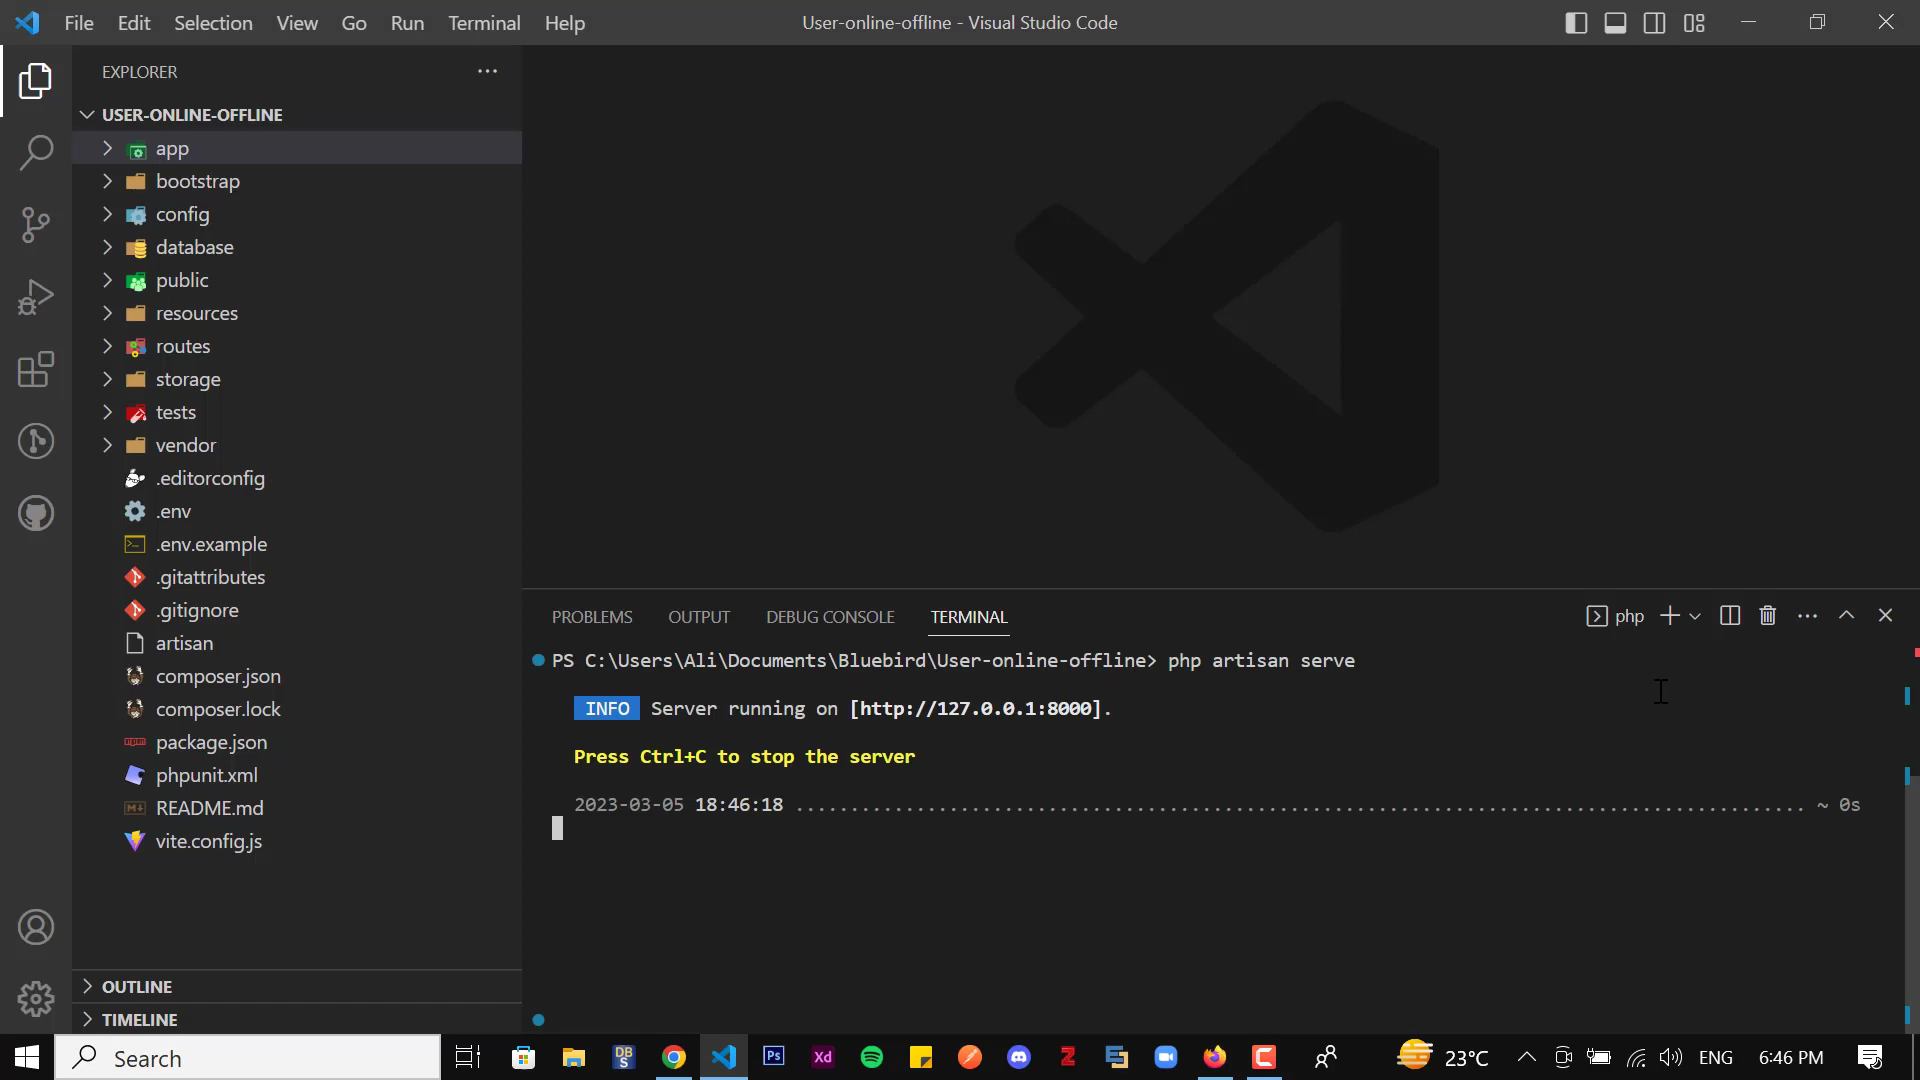 File Edit Selection View Go Run Terminal Help
User-online-offline - Visual Studio Code
EXPLORER
USER-ONLINE-OFFLINE
app
bootstrap
config
database
public
resources
routes
storage
tests
vendor
.editorconfig
.env
.env.example
.gitattributes
.gitignore
artisan
composer.json
composer.lock
package.json
phpunit.xml
README.md
vite.config.js
OUTLINE
TIMELINE
PROBLEMS OUTPUT DEBUG CONSOLE TERMINAL
php
PS C:\Users\Ali\Documents\Bluebird\User-online-offline> php artisan serve
INFO Server running on [http://127.0.0.1:8000].
Press Ctrl+C to stop the server
2023-03-05 18:46:18 ............................................................................................ ~ 0s
Search
DBS
Ps
Xd
Z
23°C
ENG
6:46 PM